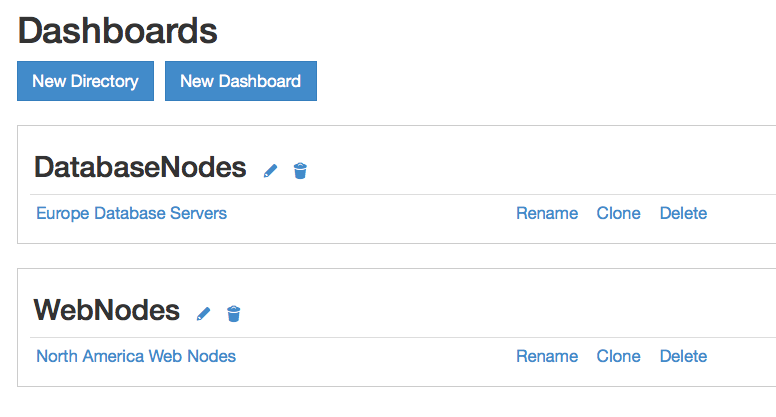 Dashboards
New Directory New Dashboard
DatabaseNodes
Europe Database Servers Rename Clone Delete
WebNodes
North America Web Nodes Rename Clone Delete